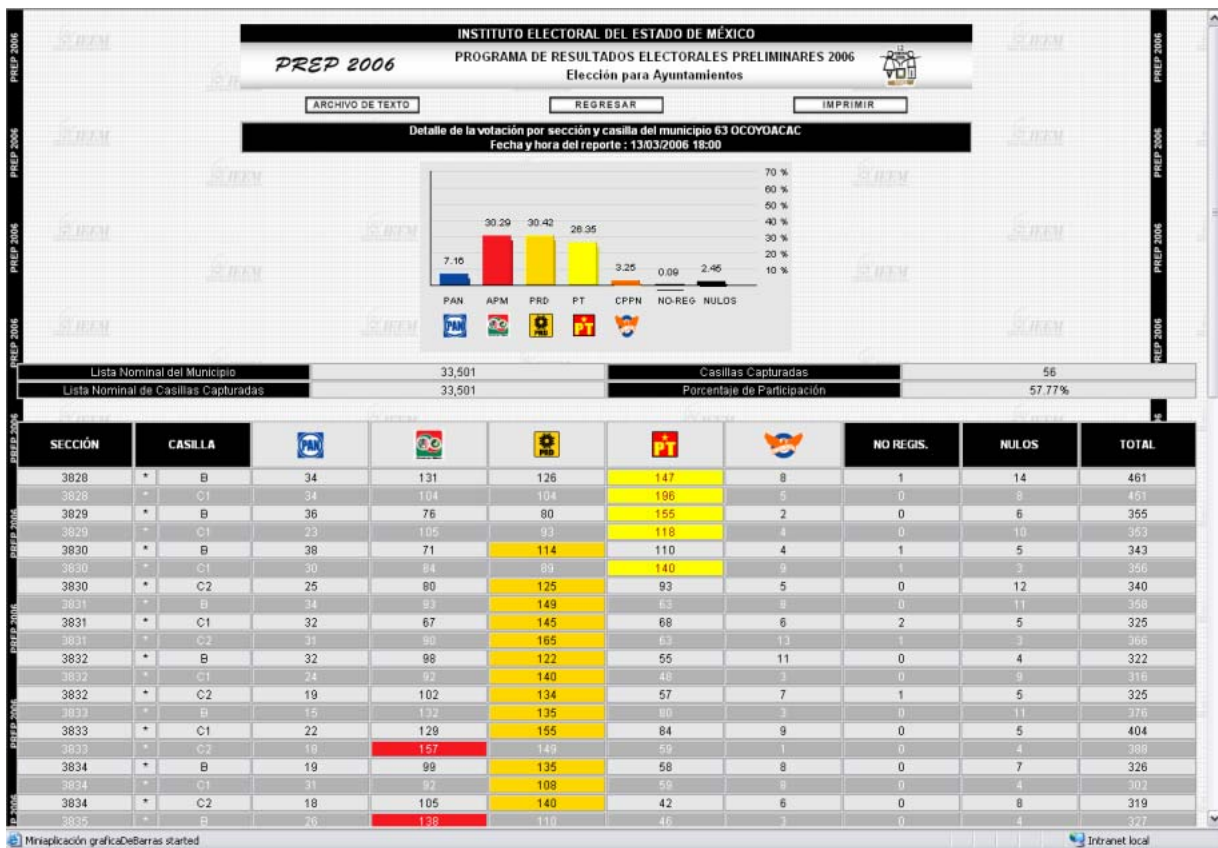 INSTITUTO ELECTORAL DEL ESTADO DE MÉXICO
PREP 2006
PROGRAMA DE RESULTADOS ELECTORALES PRELIMINARES 2006
Elección para Ayuntamientos
ARCHIVO DE TEXTO REGRESAR IMPRIMIR
Detalle de la votación por sección y casilla del municipio 63 OCOYOACAC
Fecha y hora del reporte : 13/03/2006 18:00
70 %
60 %
50 %
40 %
30 %
20 %
10 %
7.16 30.29 30.42 26.35 3.25 0.09 2.46
PAN APM PRD PT CPPN NO-REG NULOS
Lista Nominal del Municipio 33,501 Casillas Capturadas 56
Lista Nominal de Casillas Capturadas 33,501 Porcentaje de Participación 57.77%
SECCIÓN CASILLA PAN PRD PT NO REGIS. NULOS TOTAL
3828 * B 34 131 126 147 8 1 14 461
3828 * C1 34 104 104 196 5 0 8 451
3829 * B 36 76 80 155 2 0 6 355
3829 * C1 23 105 93 118 4 0 10 353
3830 * B 38 71 114 110 4 1 5 343
3830 * C1 30 84 89 140 9 1 3 356
3830 * C2 25 80 125 93 5 0 12 340
3831 * B 34 93 149 63 8 0 11 358
3831 * C1 32 67 145 68 6 2 5 325
3831 * C2 31 90 165 63 13 1 3 366
3832 * B 32 98 122 55 11 0 4 322
3832 * C1 24 92 140 48 3 0 9 316
3832 * C2 19 102 134 57 7 1 5 325
3833 * B 15 132 135 80 3 0 11 376
3833 * C1 22 129 155 84 9 0 5 404
3833 * C2 18 157 149 59 1 0 4 388
3834 * B 19 99 135 58 8 0 7 326
3834 * C1 31 92 108 59 8 0 4 302
3834 * C2 18 105 140 42 6 0 8 319
3835 * B 26 138 110 46 3 0 4 327
Miniaplicación graficaDeBarras started Intranet local